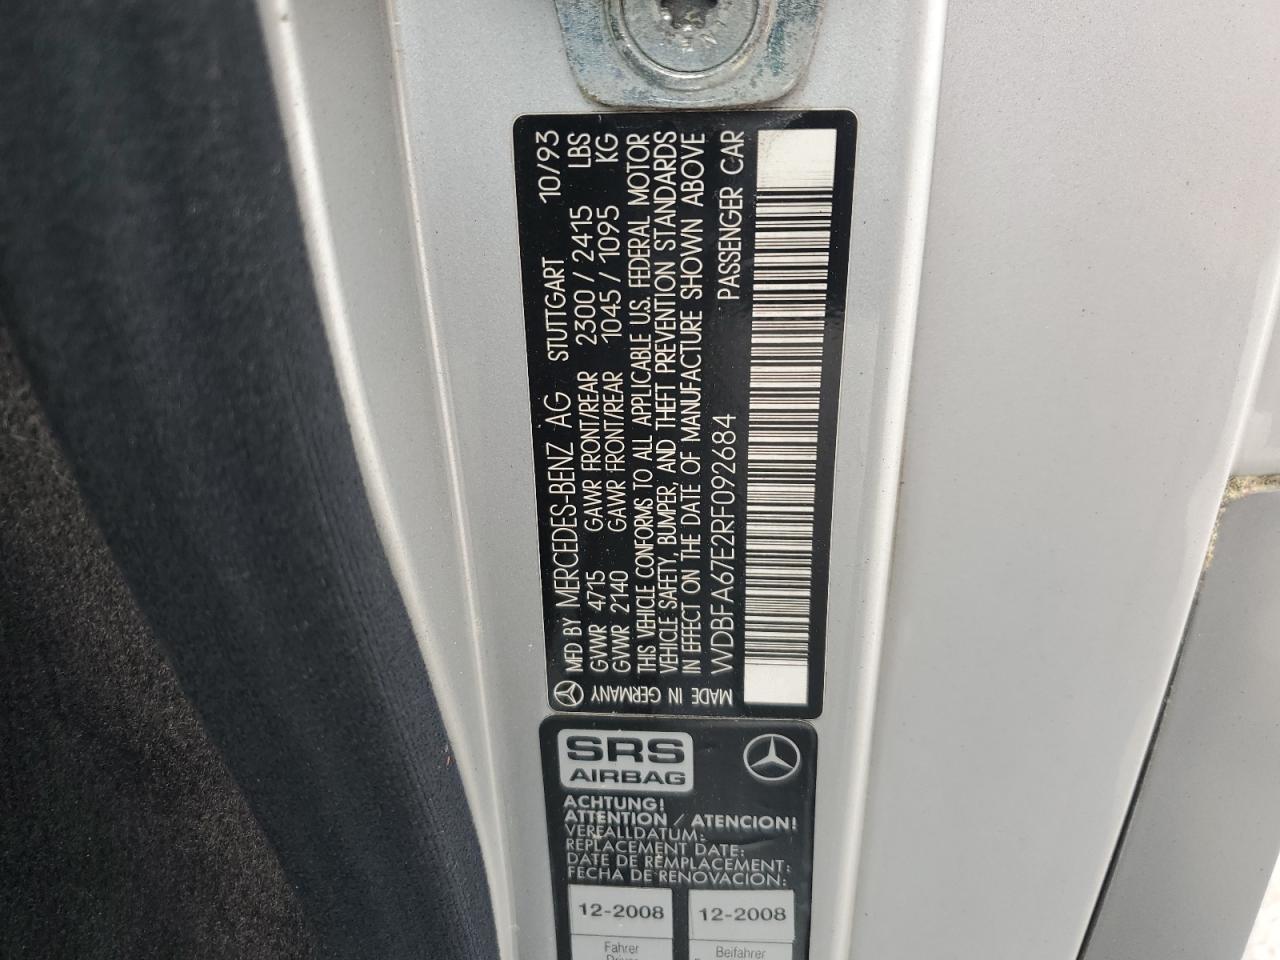 MFD BY MERCEDES-BENZ AG STUTTGART 10/93
GVWR 4715 GAWR FRONT/REAR 2300 / 2415 LBS
GVWR 2140 GAWR FRONT/REAR 1045 / 1095 KG
THIS VEHICLE CONFORMS TO ALL APPLICABLE U.S. FEDERAL MOTOR
VEHICLE SAFETY, BUMPER, AND THEFT PREVENTION STANDARDS
IN EFFECT ON THE DATE OF MANUFACTURE SHOWN ABOVE
WDBFA67E2RF092684 PASSENGER CAR
MADE IN GERMANY
SRS
AIRBAG
ACHTUNG!
ATTENTION / ATENCION!
VERFALLDATUM:
REPLACEMENT DATE:
DATE DE REMPLACEMENT:
FECHA DE RENOVACION:
12-2008 12-2008
Fahrer Beifahrer